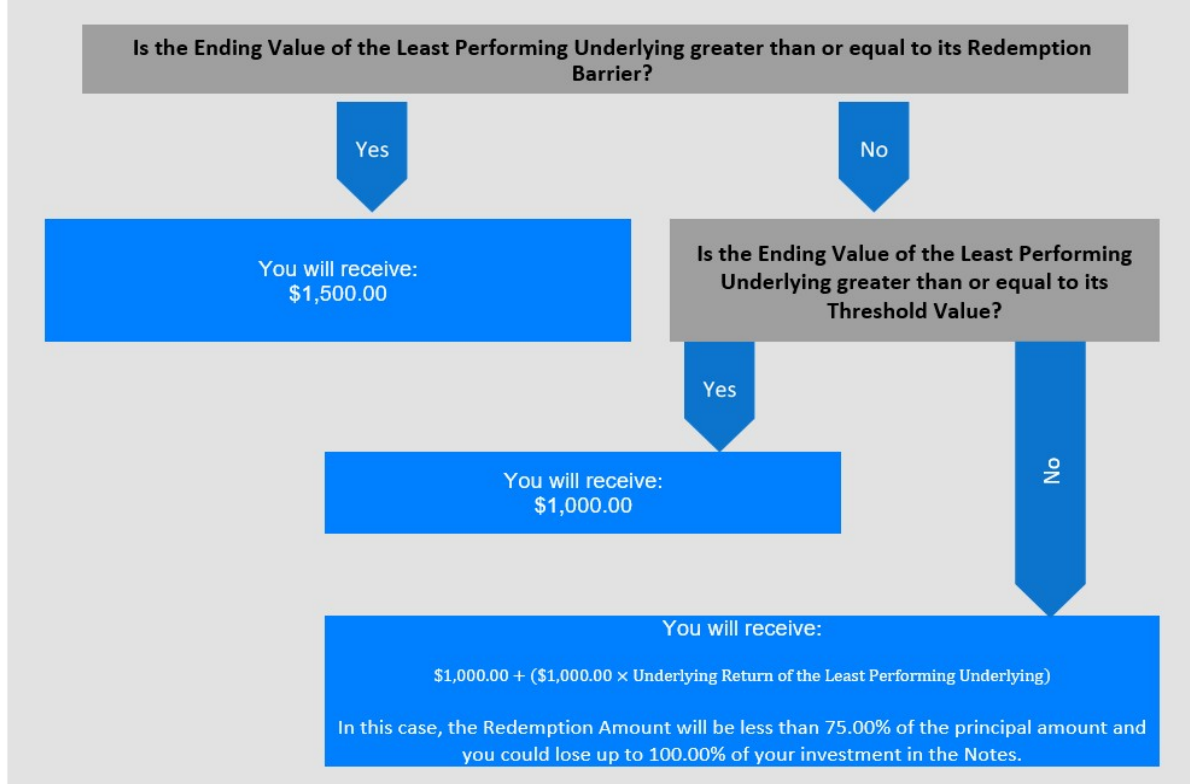 Is the Ending Value of the Least Performing Underlying greater than or equal to its Redemption
Barrier?
Yes
No
You will receive:
$1,500.00
Is the Ending Value of the Least Performing
Underlying greater than or equal to its
Threshold Value?
Yes
No
You will receive:
$1,000.00
You will receive:
$1,000.00 + ($1,000.00 × Underlying Return of the Least Performing Underlying)
In this case, the Redemption Amount will be less than 75.00% of the principal amount and
you could lose up to 100.00% of your investment in the Notes.